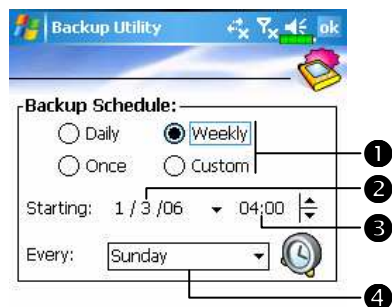 Backup Utility ok
Backup Schedule:
Daily Weekly
Once Custom
Starting: 1 / 3 /06 04:00
Every: Sunday
1
2
3
4